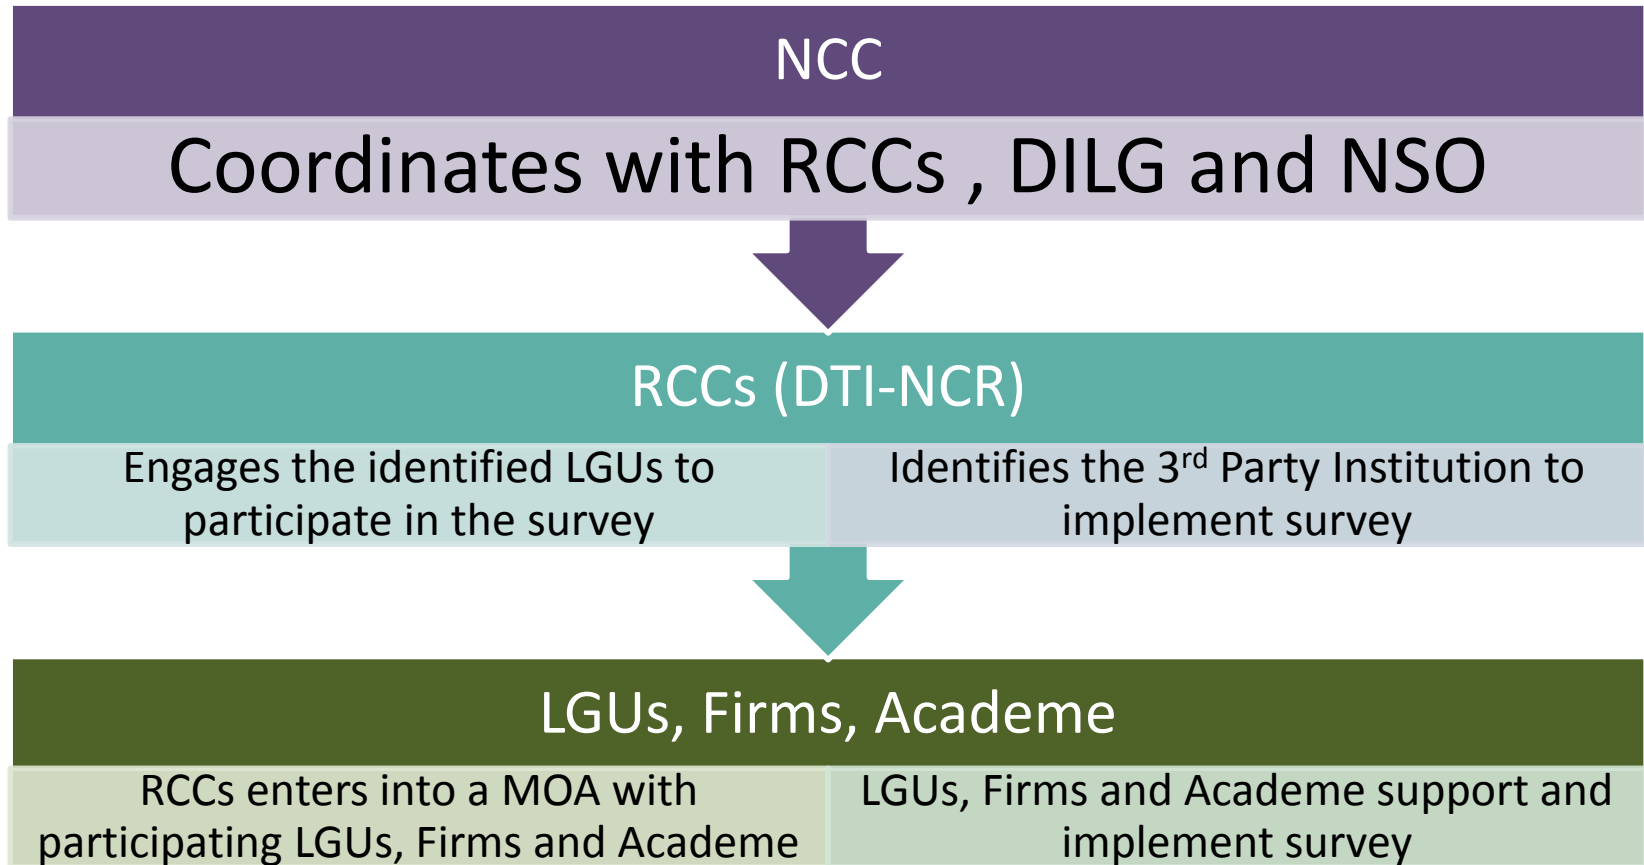 NCC
Coordinates with RCCs , DILG and NSO
RCCs (DTI-NCR)
Engages the identified LGUs to
participate in the survey
Identifies the 3rd Party Institution to
implement survey
LGUs, Firms, Academe
RCCs enters into a MOA with
participating LGUs, Firms and Academe
LGUs, Firms and Academe support and
implement survey